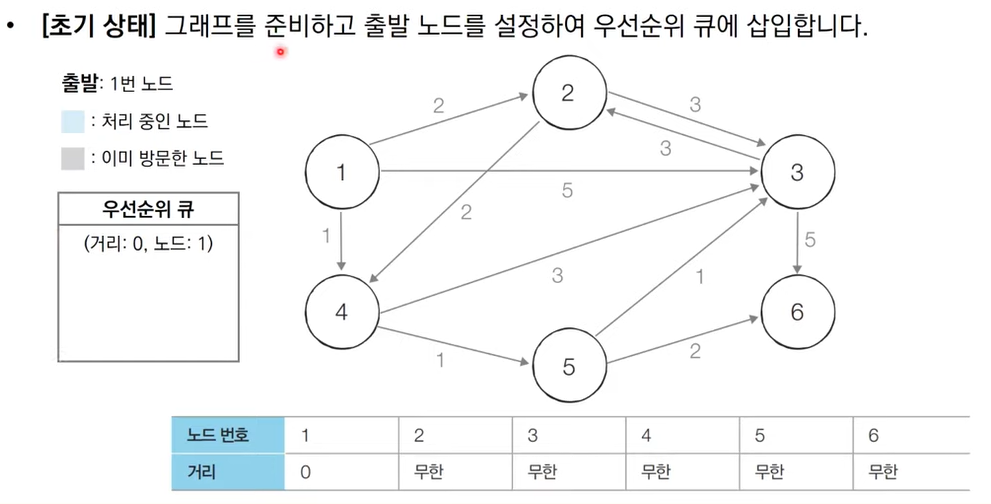 • [초기 상태] 그래프를 준비하고 출발 노드를 설정하여 우선순위 큐에 삽입합니다.
출발: 1번 노드
: 처리 중인 노드
: 이미 방문한 노드
우선순위 큐
(거리: 0, 노드: 1)
2
2
3
3
1
5
3
2
1
5
3
1
4
6
1
5
2
노드 번호 1 2 3 4 5 6
거리 0 무한 무한 무한 무한 무한